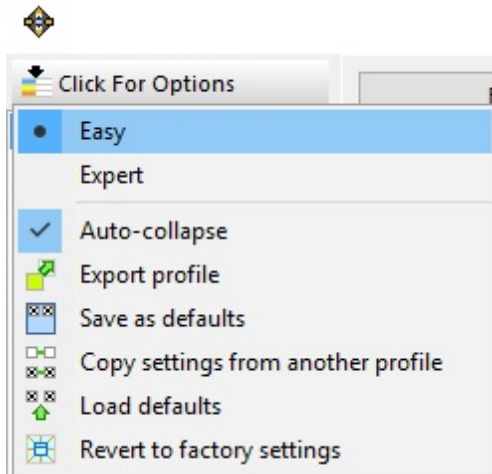 Click For Options
Easy
Expert
Auto-collapse
Export profile
Save as defaults
Copy settings from another profile
Load defaults
Revert to factory settings